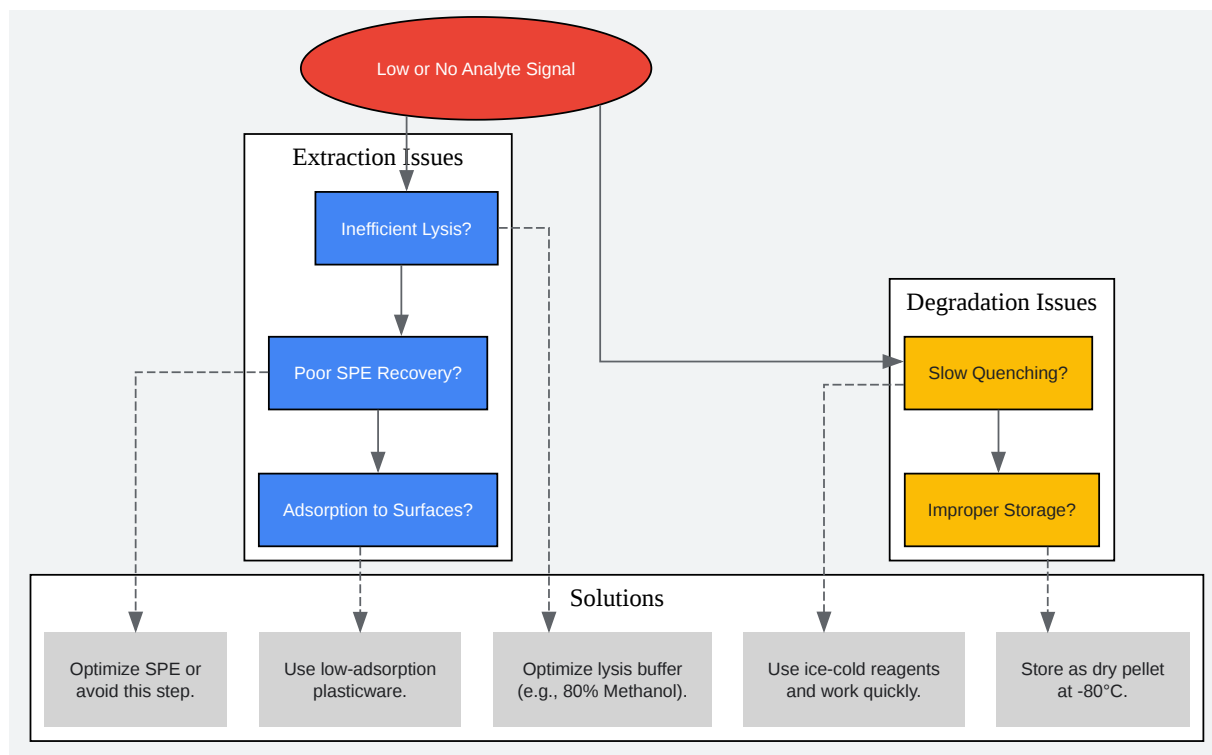 Low or No Analyte Signal
Extraction Issues
Inefficient Lysis?
Degradation Issues
Poor SPE Recovery?
Slow Quenching?
Adsorption to Surfaces?
Improper Storage?
Solutions
Optimize SPE or
avoid this step.
Use low-adsorption
plasticware.
Optimize lysis buffer
(e.g., 80% Methanol).
Use ice-cold reagents
and work quickly.
Store as dry pellet
at -80°C.